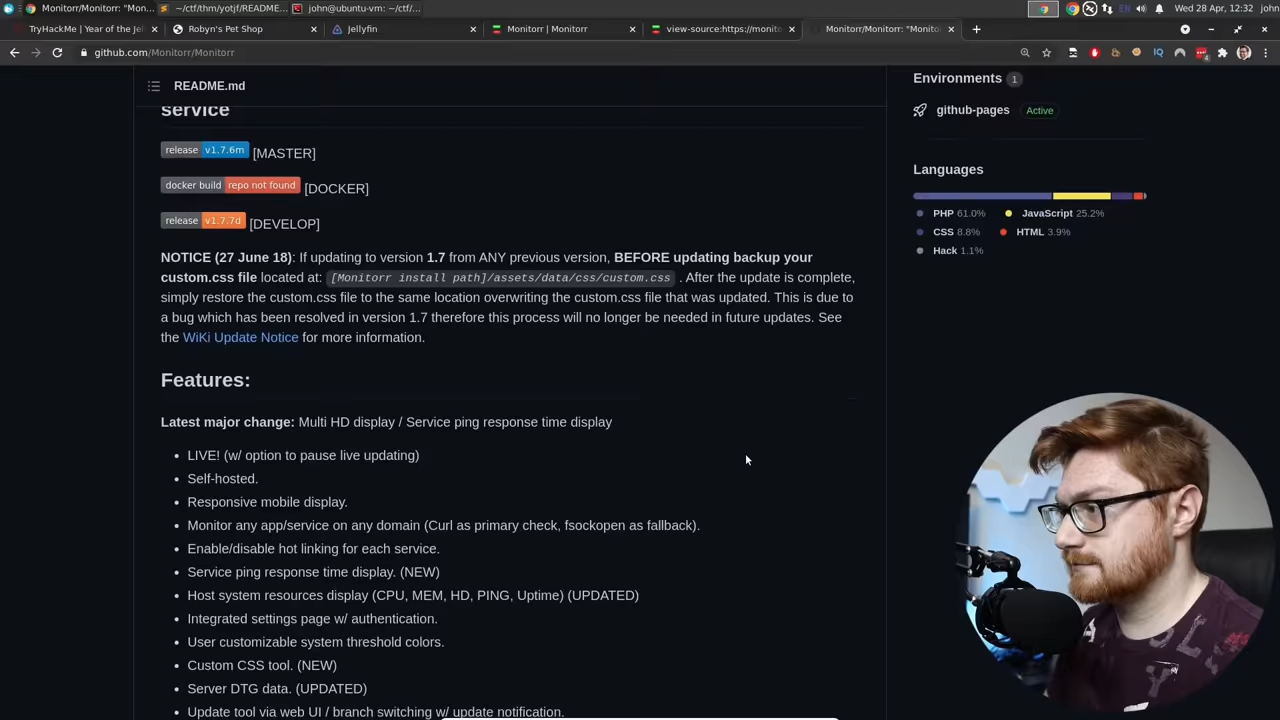 Monitorr/Monitorr: "Mon...
~/ctf/thm/yotjf/README...
john@ubuntu-vm: ~/ctf/...
EN
Wed 28 Apr, 12:32 john
TryHackMe | Year of the Je
Robyn's Pet Shop
Jellyfin
Monitorr | Monitorr
view-source:https://monito
Monitorr/Monitorr: "Monito
github.com/Monitorr/Monitorr
README.md
service
release v1.7.6m [MASTER]
docker build repo not found [DOCKER]
release v1.7.7d [DEVELOP]
NOTICE (27 June 18): If updating to version 1.7 from ANY previous version, BEFORE updating backup your
custom.css file located at: [Monitorr install path]/assets/data/css/custom.css . After the update is complete,
simply restore the custom.css file to the same location overwriting the custom.css file that was updated. This is due to
a bug which has been resolved in version 1.7 therefore this process will no longer be needed in future updates. See
the WiKi Update Notice for more information.
Features:
Latest major change: Multi HD display / Service ping response time display
LIVE! (w/ option to pause live updating)
Self-hosted.
Responsive mobile display.
Monitor any app/service on any domain (Curl as primary check, fsockopen as fallback).
Enable/disable hot linking for each service.
Service ping response time display. (NEW)
Host system resources display (CPU, MEM, HD, PING, Uptime) (UPDATED)
Integrated settings page w/ authentication.
User customizable system threshold colors.
Custom CSS tool. (NEW)
Server DTG data. (UPDATED)
Update tool via web UI / branch switching w/ update notification.
Environments 1
github-pages Active
Languages
PHP 61.0% JavaScript 25.2%
CSS 8.8% HTML 3.9%
Hack 1.1%